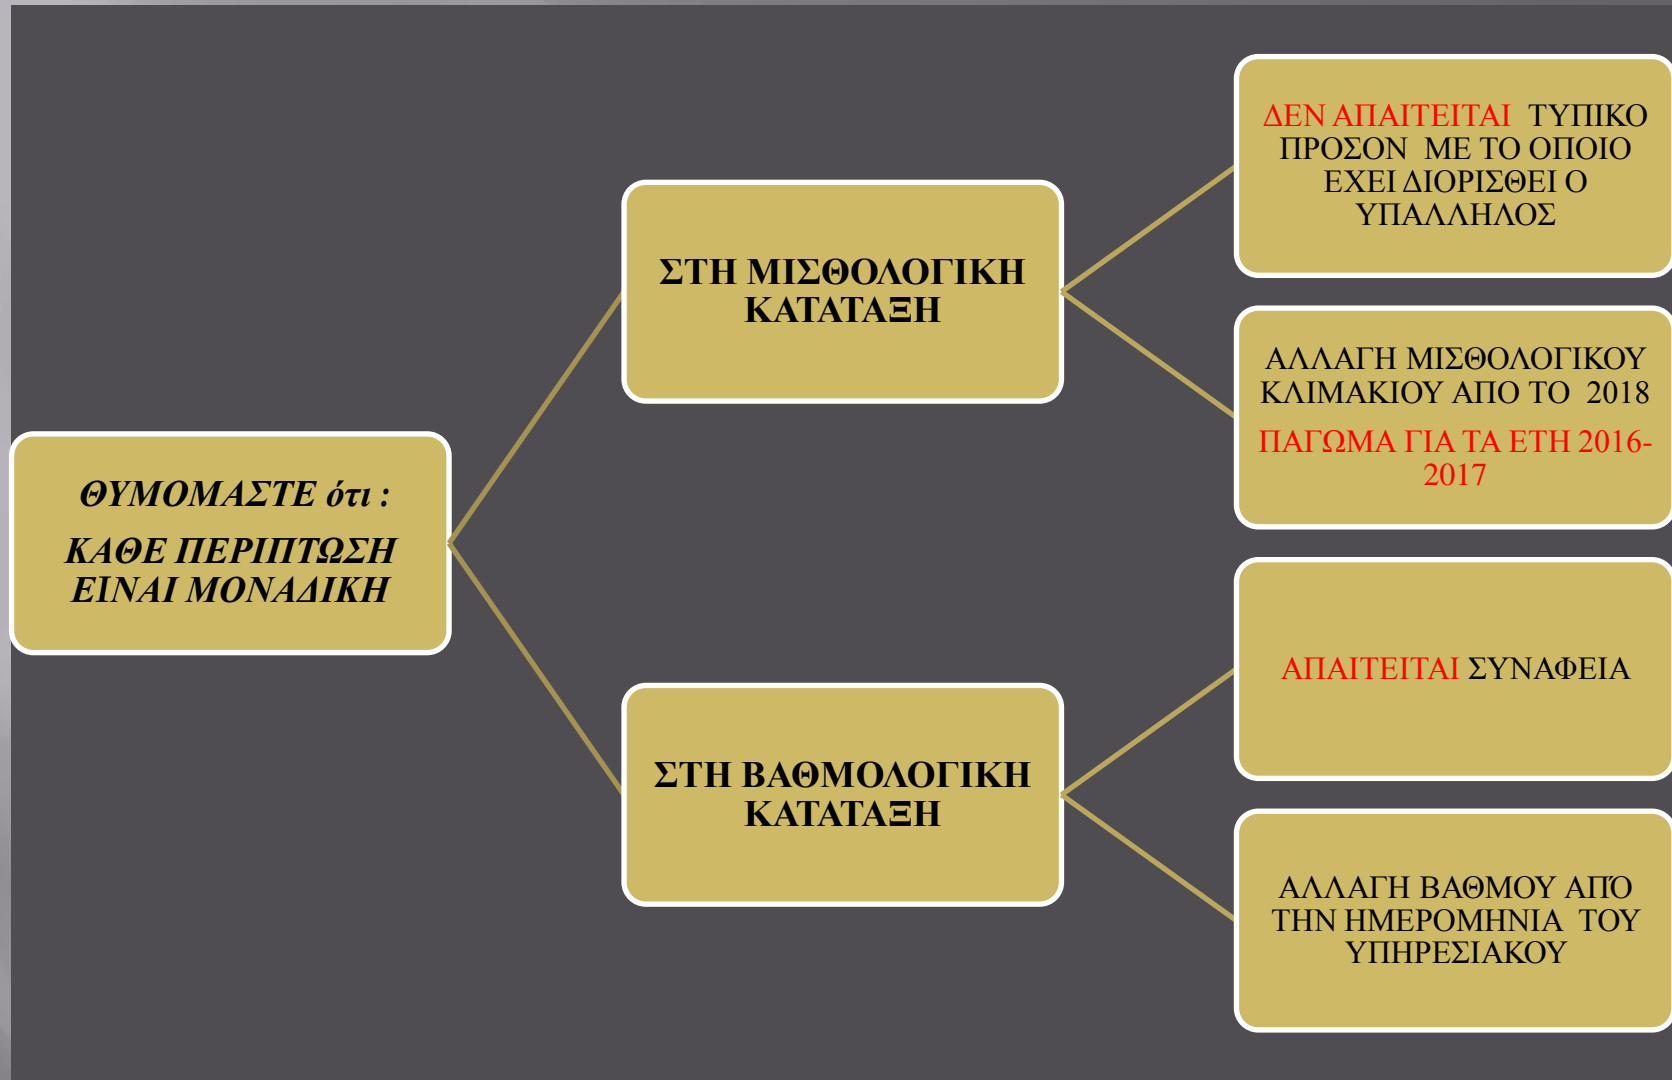 ΘΥΜΟΜΑΣΤΕ ότι :
ΚΑΘΕ ΠΕΡΙΠΤΩΣΗ
ΕΙΝΑΙ ΜΟΝΑΔΙΚΗ
ΣΤΗ ΜΙΣΘΟΛΟΓΙΚΗ
ΚΑΤΑΤΑΞΗ
ΔΕΝ ΑΠΑΙΤΕΙΤΑΙ ΤΥΠΙΚΟ
ΠΡΟΣΟΝ ΜΕ ΤΟ ΟΠΟΙΟ
ΕΧΕΙ ΔΙΟΡΙΣΘΕΙ Ο
ΥΠΑΛΛΗΛΟΣ
ΑΛΛΑΓΗ ΜΙΣΘΟΛΟΓΙΚΟΥ
ΚΛΙΜΑΚΙΟΥ ΑΠΟ ΤΟ 2018
ΠΑΓΩΜΑ ΓΙΑ ΤΑ ΕΤΗ 2016-
2017
ΣΤΗ ΒΑΘΜΟΛΟΓΙΚΗ
ΚΑΤΑΤΑΞΗ
ΑΠΑΙΤΕΙΤΑΙ ΣΥΝΑΦΕΙΑ
ΑΛΛΑΓΗ ΒΑΘΜΟΥ ΑΠΌ
ΤΗΝ ΗΜΕΡΟΜΗΝΙΑ ΤΟΥ
ΥΠΗΡΕΣΙΑΚΟΥ